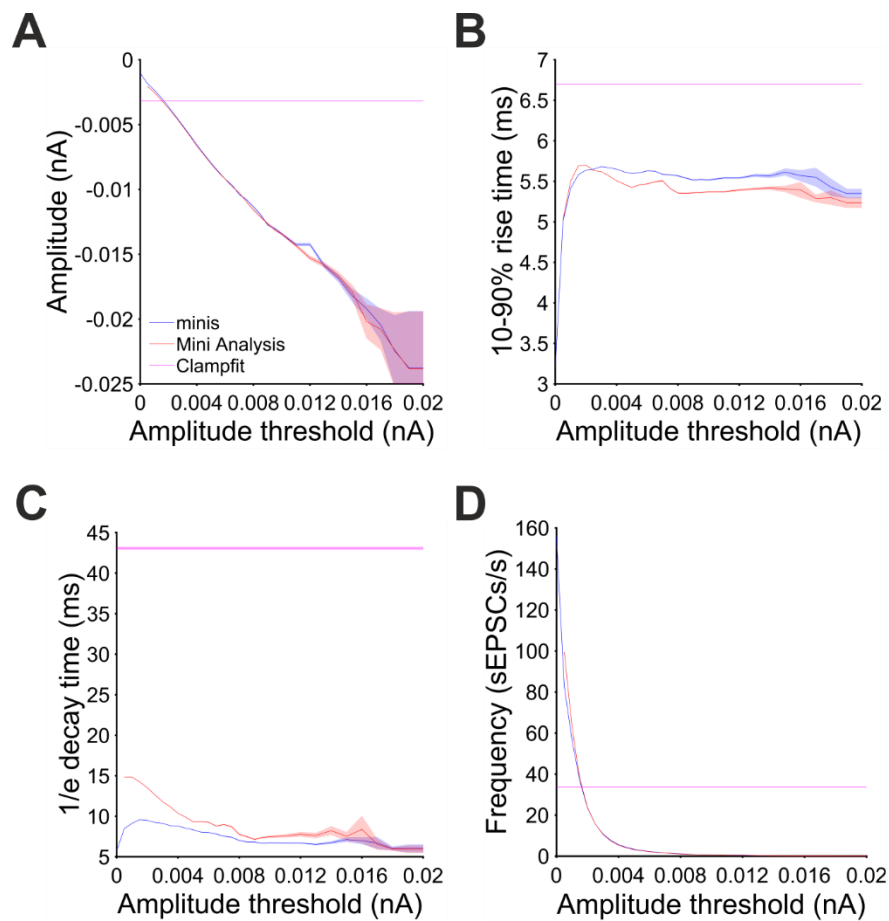 A
Amplitude (nA)
0
-0.005
-0.01
-0.015
-0.02
-0.025
minis
Mini Analysis
Clampfit
0 0.004 0.008 0.012 0.016 0.02
Amplitude threshold (nA)
B
10-90% rise time (ms)
7
6.5
6
5.5
5
4.5
4
3.5
3
0 0.004 0.008 0.012 0.016 0.02
Amplitude threshold (nA)
C
1/e decay time (ms)
45
40
35
30
25
20
15
10
5
0 0.004 0.008 0.012 0.016 0.02
Amplitude threshold (nA)
D
Frequency (sEPSCs/s)
160
140
120
100
80
60
40
20
0
0 0.004 0.008 0.012 0.016 0.02
Amplitude threshold (nA)